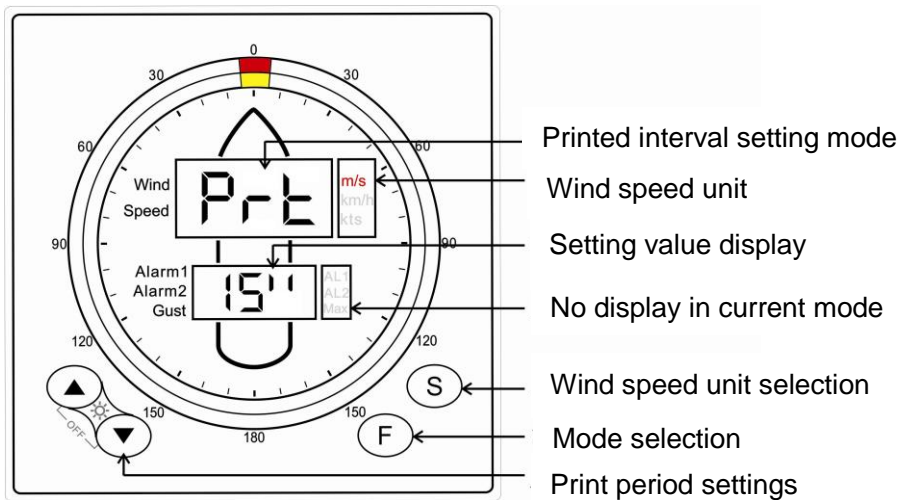 0
30
30
60
60
Printed interval setting mode
Wind
Speed
Prt
m/s
km/h
kts
Wind speed unit
90
90
Setting value display
Alarm1
Alarm2
Gust
15''
AL1
AL2
Max
No display in current mode
120
120
S
Wind speed unit selection
OFF
150
150
180
F
Mode selection
Print period settings